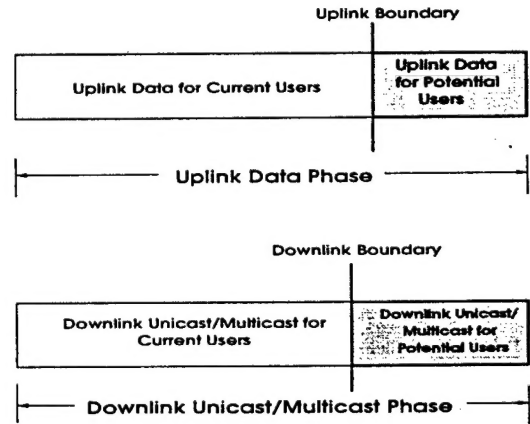 Uplink Boundary
Uplink Data for Current Users
Uplink Data
for Potential
Users
Uplink Data Phase
Downlink Boundary
Downlink Unicast/Multicast for
Current Users
Downlink Unicast/
Multicast for
Potential Users
Downlink Unicast/Multicast Phase